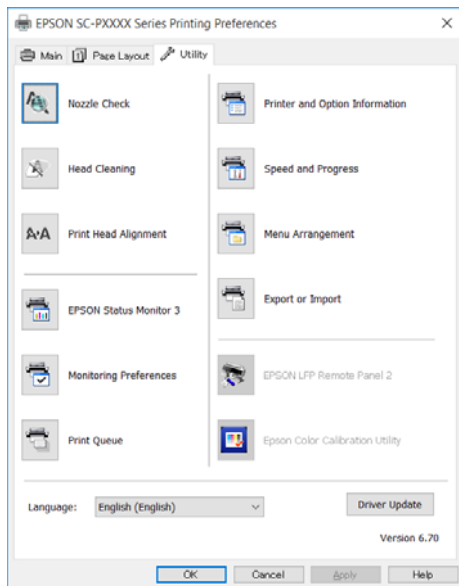 EPSON SC-PXXXX Series Printing Preferences
Main
Page Layout
Utility
Nozzle Check
Printer and Option Information
Head Cleaning
Speed and Progress
A·A
Print Head Alignment
Menu Arrangement
EPSON Status Monitor 3
Export or Import
Monitoring Preferences
EPSON LFP Remote Panel 2
Print Queue
Epson Color Calibration Utility
Language:
English (English)
Driver Update
Version 6.70
OK
Cancel
Apply
Help